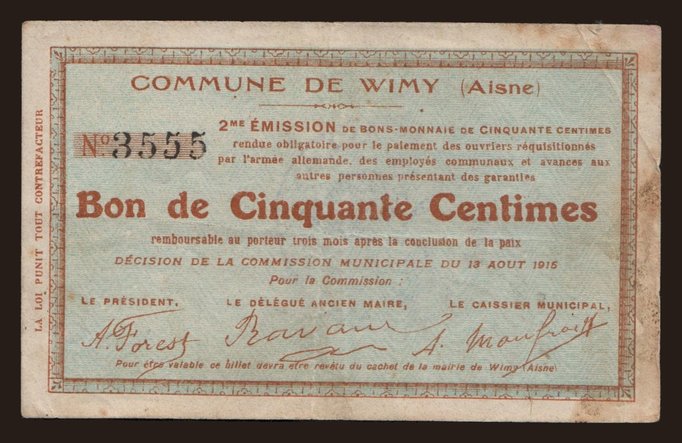 COMMUNE DE WIMY (Aisne)
No 3555
2ME ÉMISSION DE BONS-MONNAIE DE CINQUANTE CENTIMES
rendue obligatoire pour le paiement des ouvriers réquisitionnés
par l'armée allemande, des employés communaux et avances aux
autres personnes présentant des garanties
Bon de Cinquante Centimes
remboursable au porteur trois mois après la conclusion de la paix
DÉCISION DE LA COMMISSION MUNICIPALE DU 13 AOUT 1915
Pour la Commission :
LE PRÉSIDENT, LE DÉLÉGUÉ ANCIEN MAIRE, LE CAISSIER MUNICIPAL,
A. Forest A.
Pour être valable ce billet devra être revêtu du cachet de la mairie de Wimy (Aisne)
LA LOI PUNIT TOUT CONTREFACTEUR